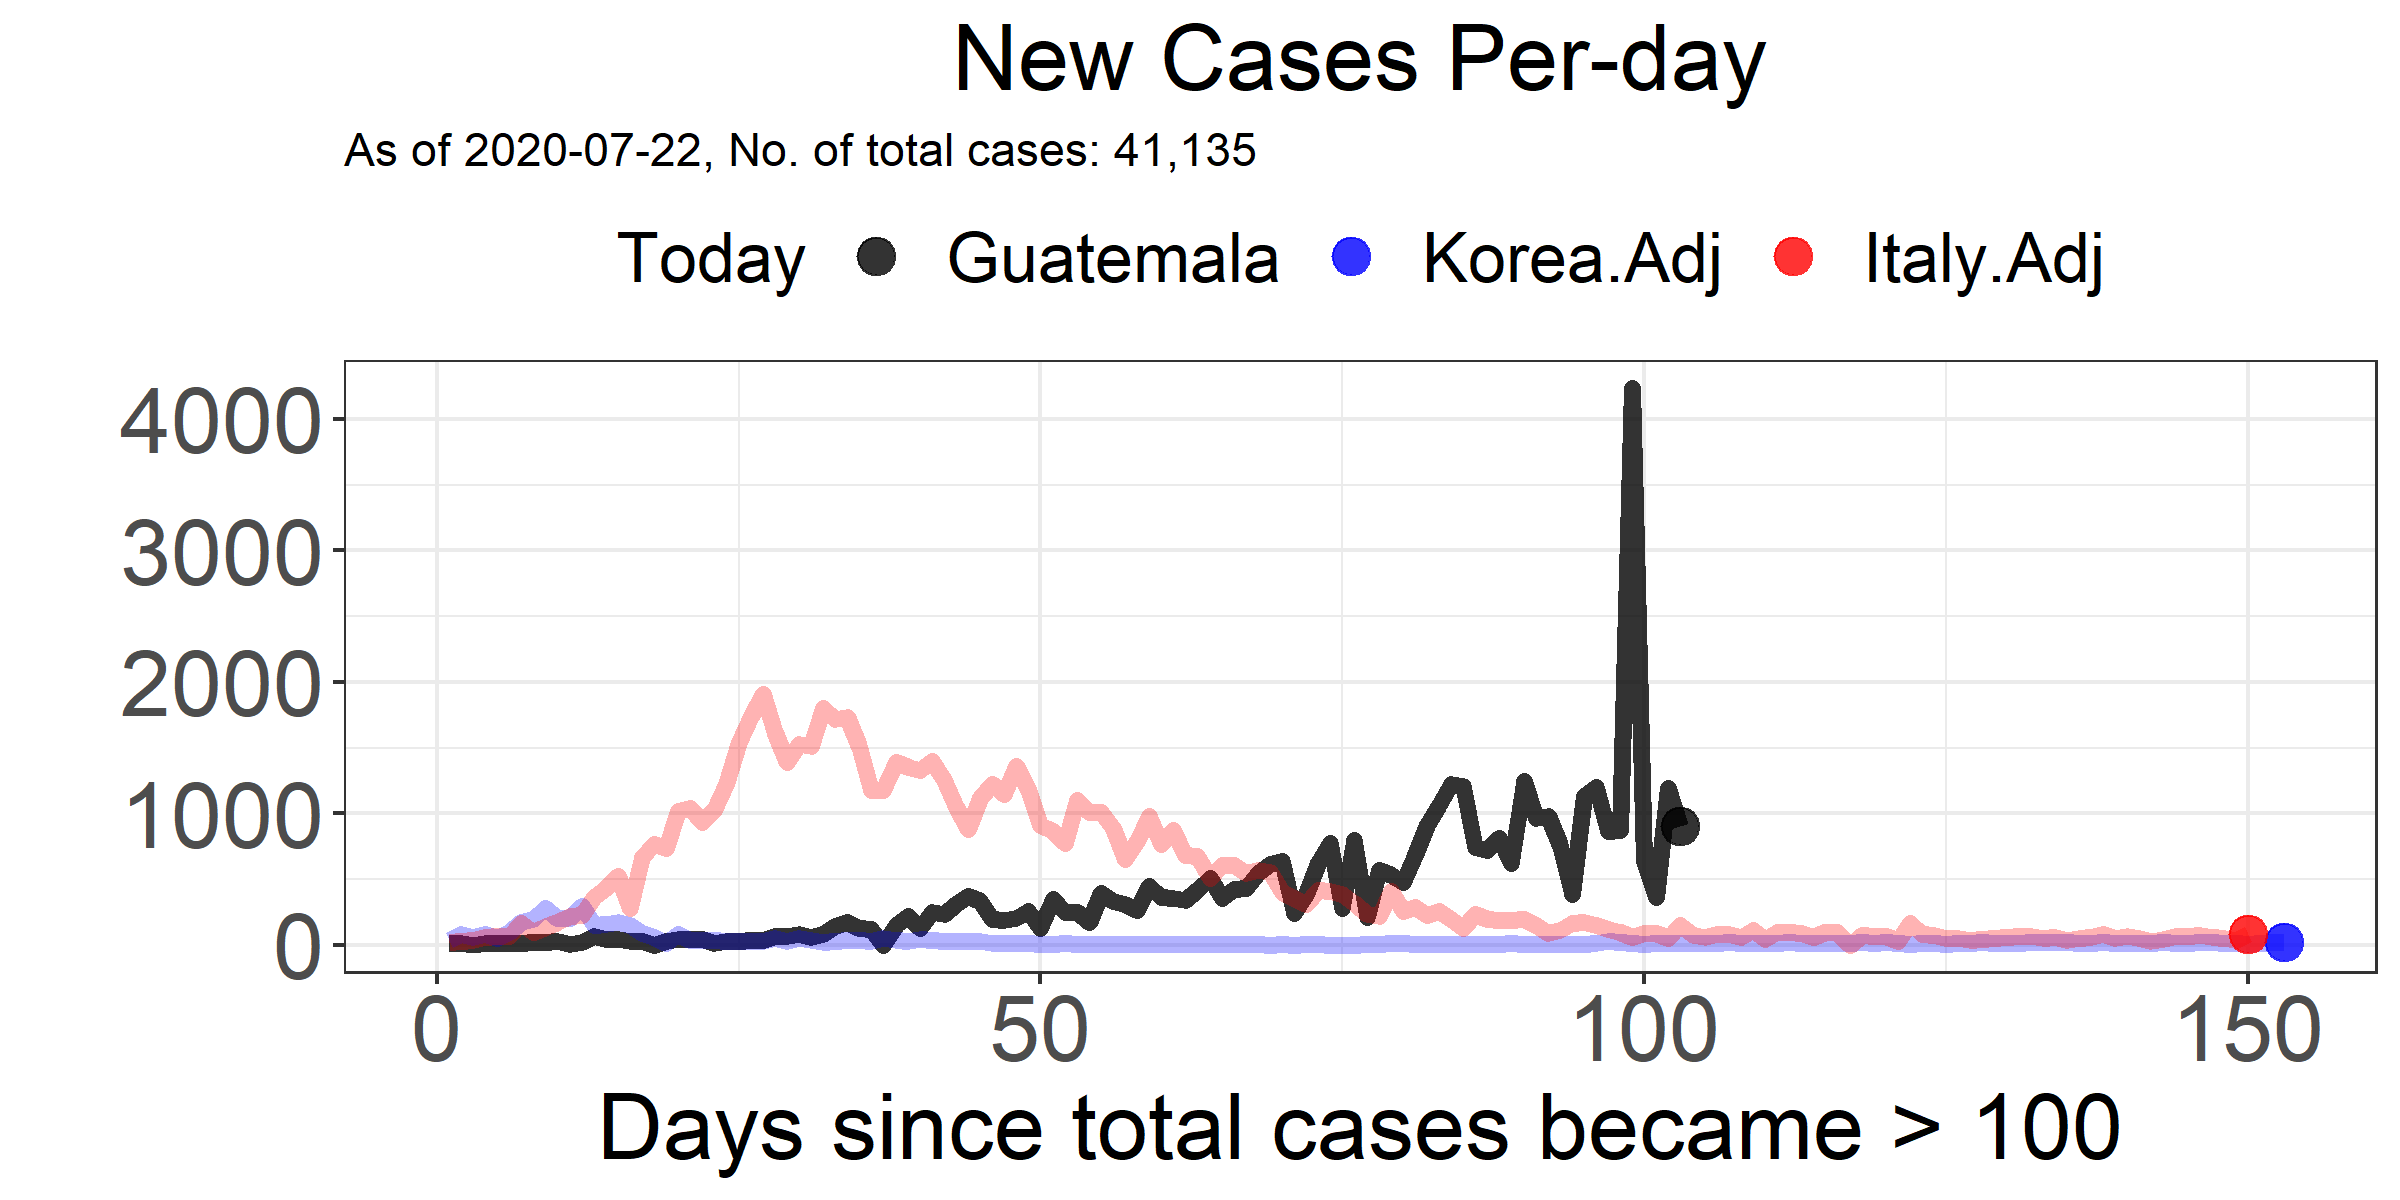 New Cases Per-day
As of 2020-07-22, No. of total cases: 41,135
Today Guatemala Korea.Adj Italy.Adj
4000
3000
2000
1000
0
0 50 100 150
Days since total cases became > 100